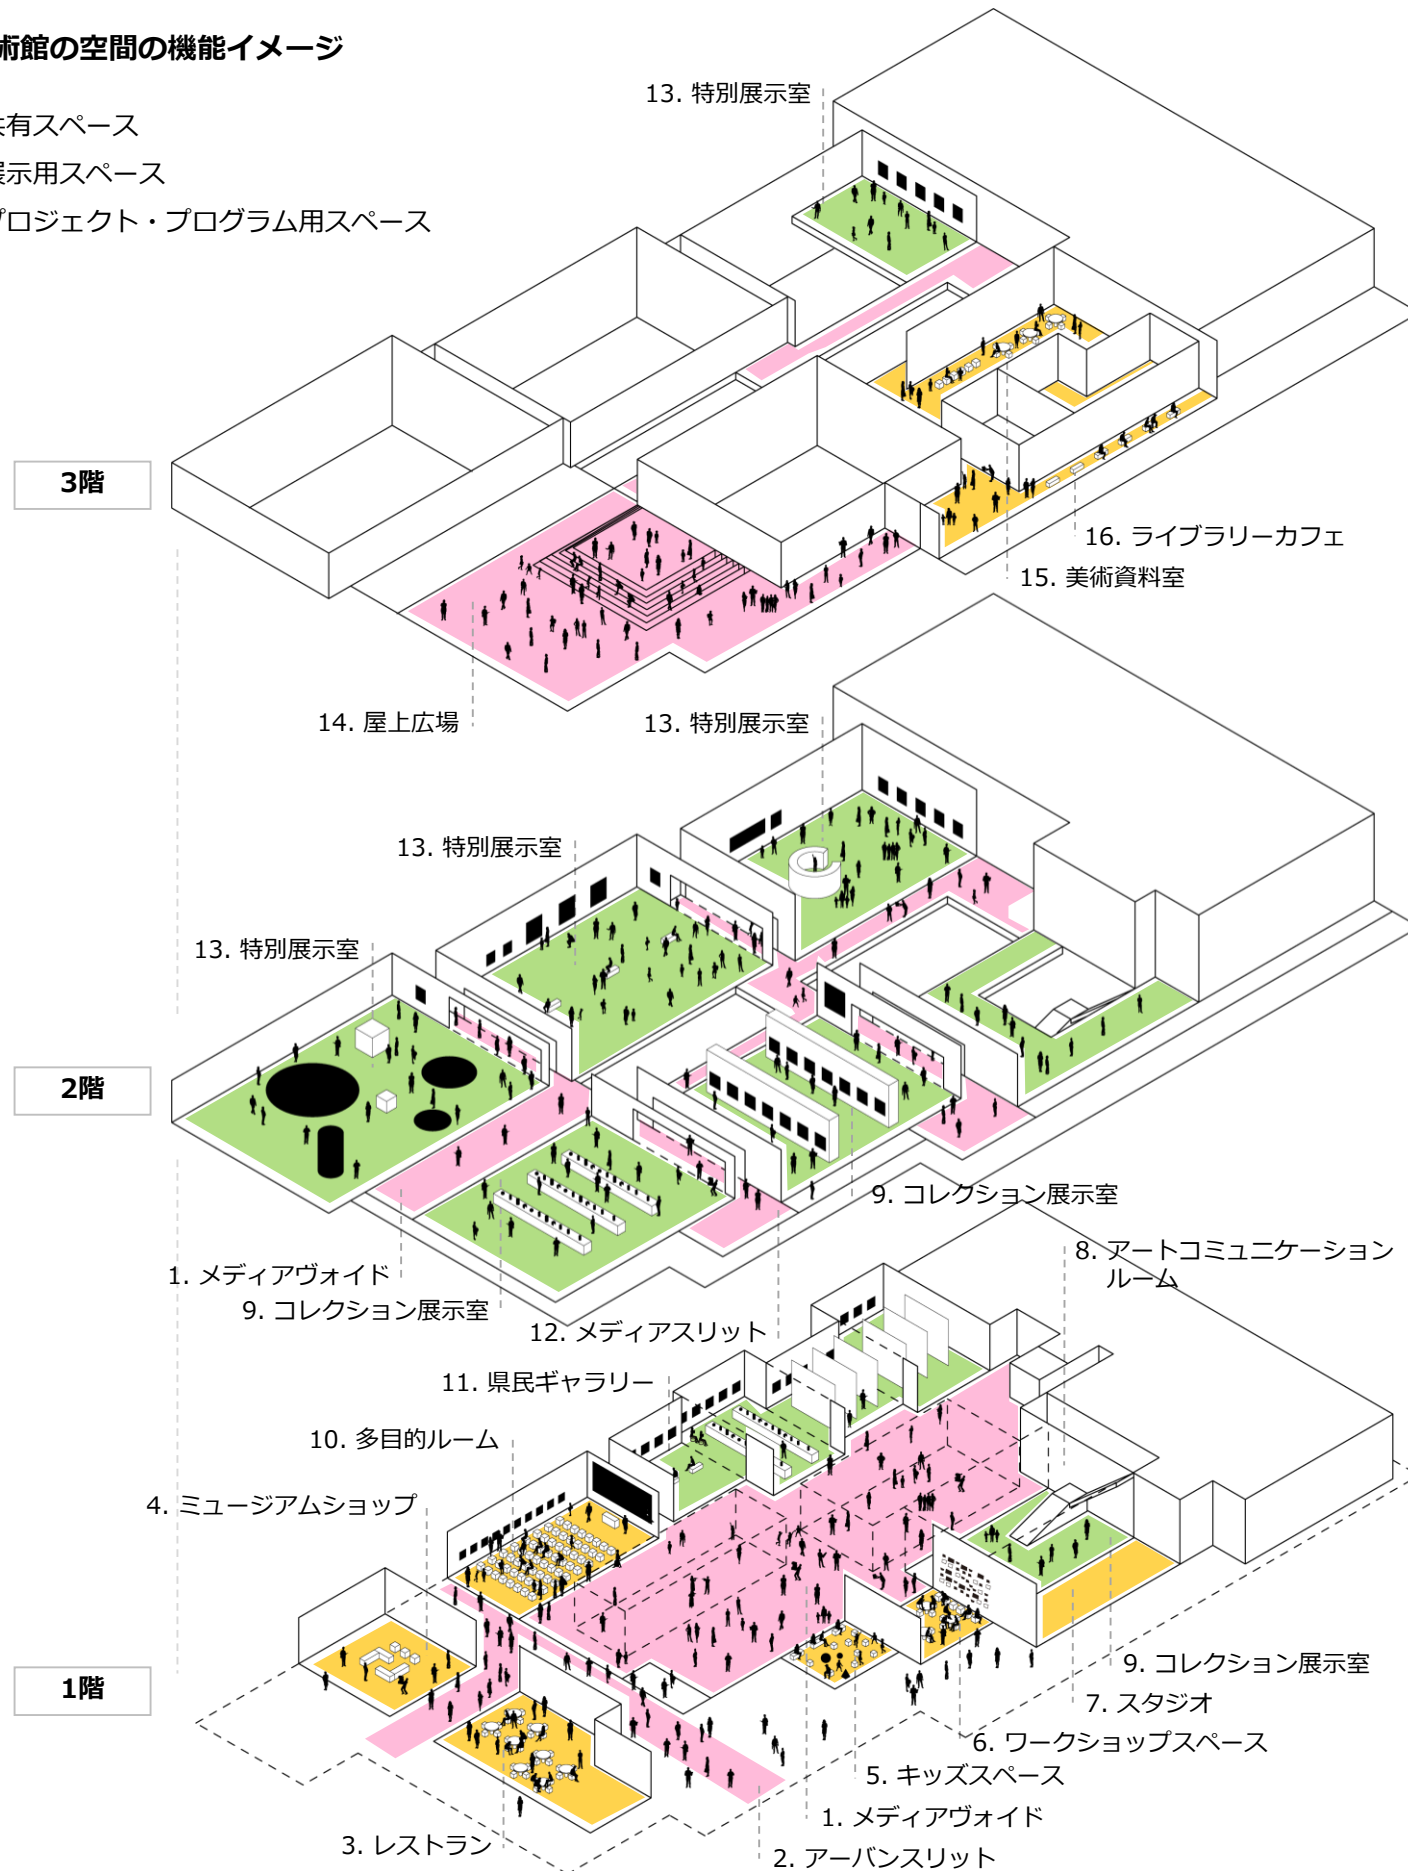 術館の空間の機能イメージ
共有スペース
展示用スペース
プロジェクト・プログラム用スペース
13. 特別展示室
3階
16. ライブラリーカフェ
15. 美術資料室
14. 屋上広場
13. 特別展示室
13. 特別展示室
13. 特別展示室
2階
9. コレクション展示室
1. メディアヴォイド
9. コレクション展示室
12. メディアスリット
8. アートコミュニケーション
ルーム
11. 県民ギャラリー
10. 多目的ルーム
4. ミュージアムショップ
1階
9. コレクション展示室
7. スタジオ
6. ワークショップスペース
5. キッズスペース
1. メディアヴォイド
3. レストラン
2. アーバンスリット